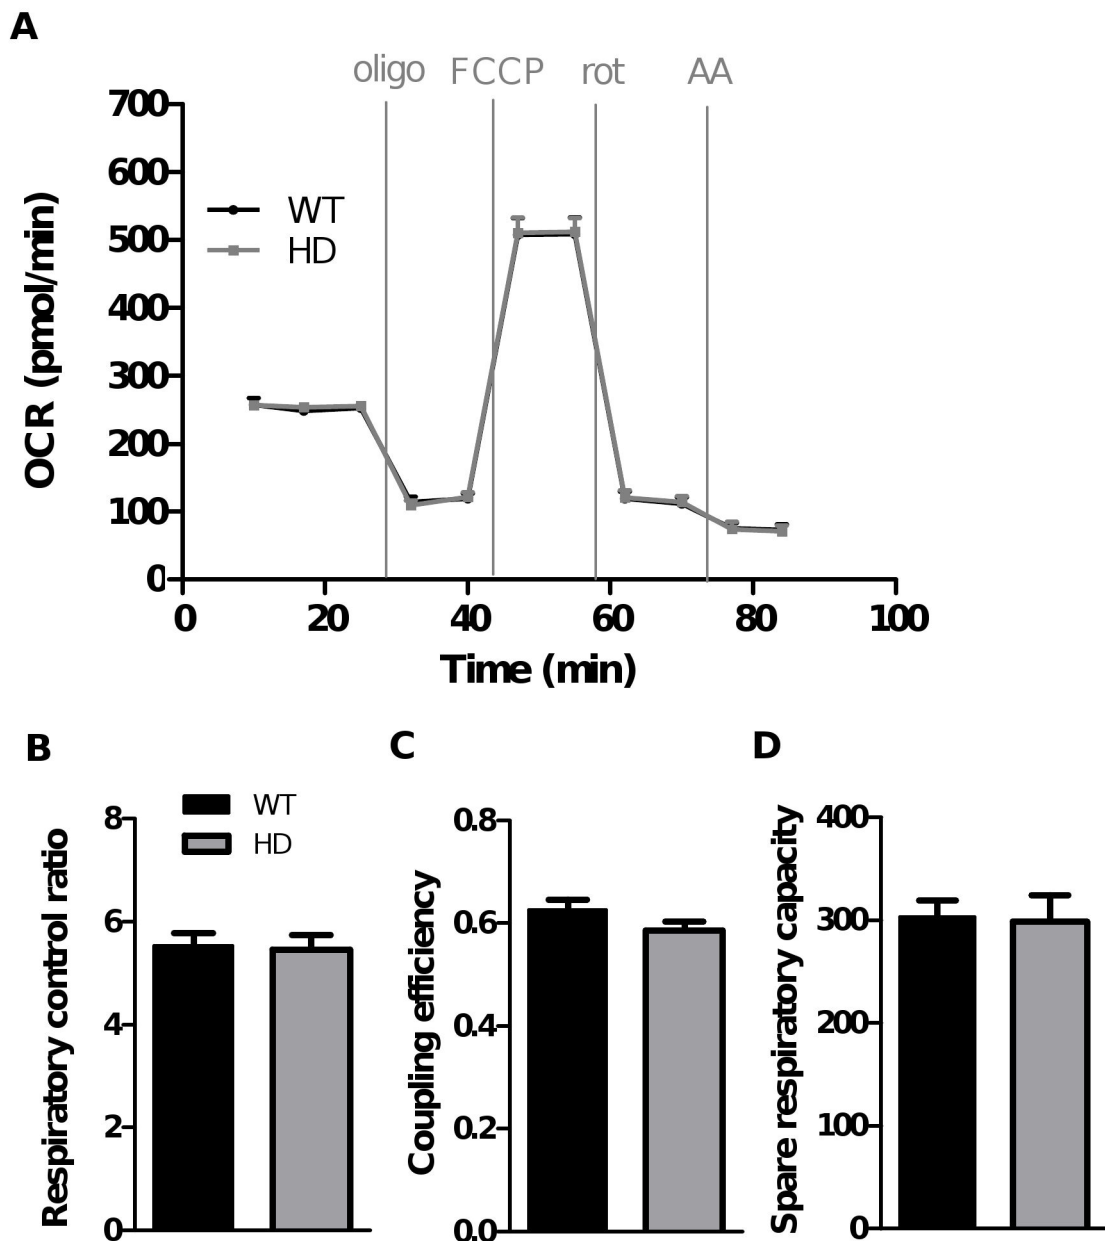 A
oligo FCCP rot AA
700
600
500
400
300
200
100
0
OCR (pmol/min)
WT
HD
0 20 40 60 80 100
Time (min)
B
8
6
4
2
0
Respiratory control ratio
WT
HD
C
0.8
0.6
0.4
0.2
0.0
Coupling efficiency
D
400
300
200
100
0
Spare respiratory capacity